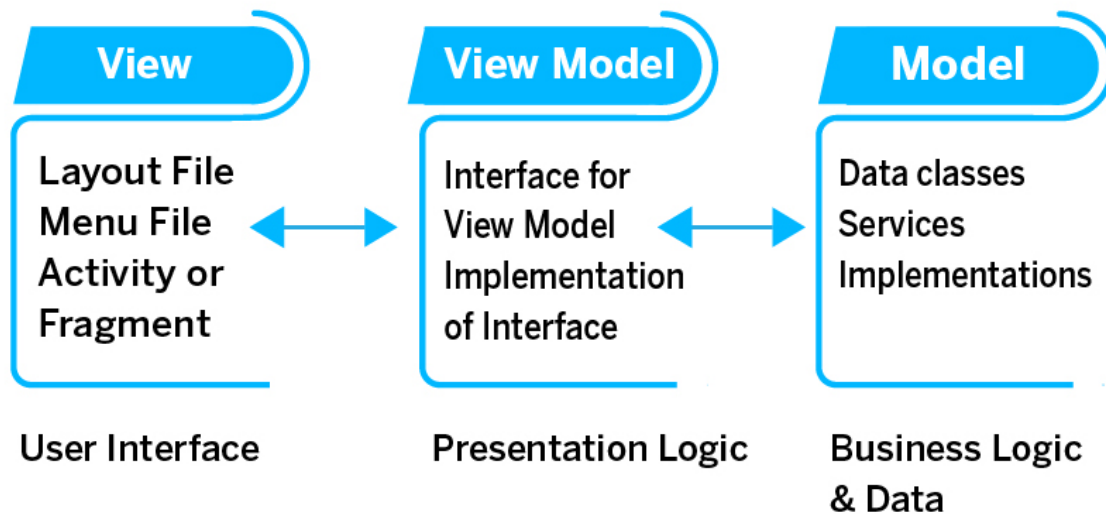 View
Layout File
Menu File
Activity or
Fragment
User Interface
View Model
Interface for
View Model
Implementation
of Interface
Presentation Logic
Model
Data classes
Services
Implementations
Business Logic
& Data